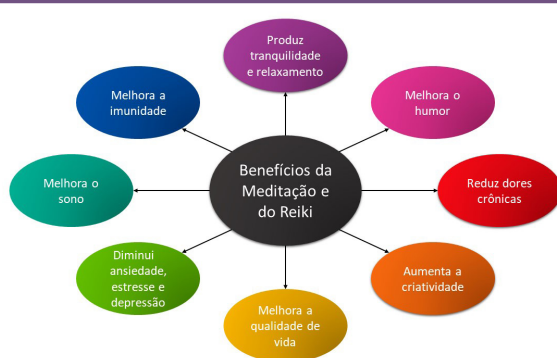 Produz
tranquilidade
e relaxamento
Melhora a
imunidade
Melhora o
humor
Benefícios da
Meditação e
do Reiki
Melhora o
sono
Reduz dores
crônicas
Diminui
ansiedade,
estresse e
depressão
Aumenta a
criatividade
Melhora a
qualidade de
vida